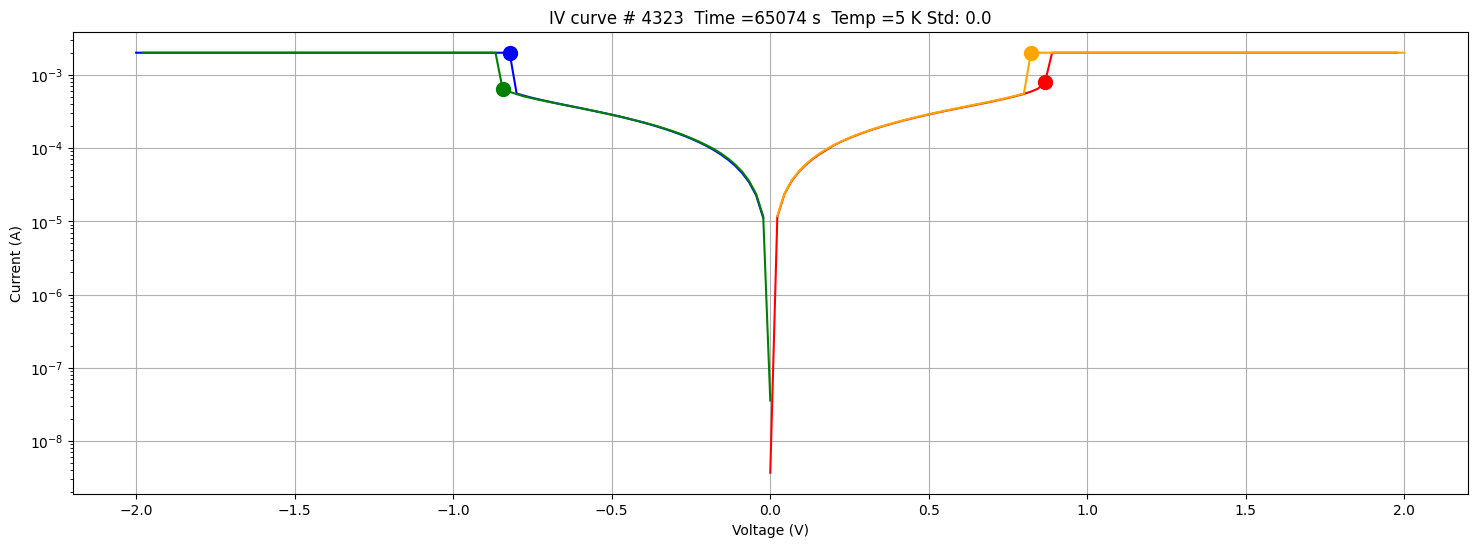 IV curve # 4323  Time =65074 s  Temp =5 K Std: 0.0
Current (A)
10⁻³
10⁻⁴
10⁻⁵
10⁻⁶
10⁻⁷
10⁻⁸
−2.0 −1.5 −1.0 −0.5 0.0 0.5 1.0 1.5 2.0
Voltage (V)